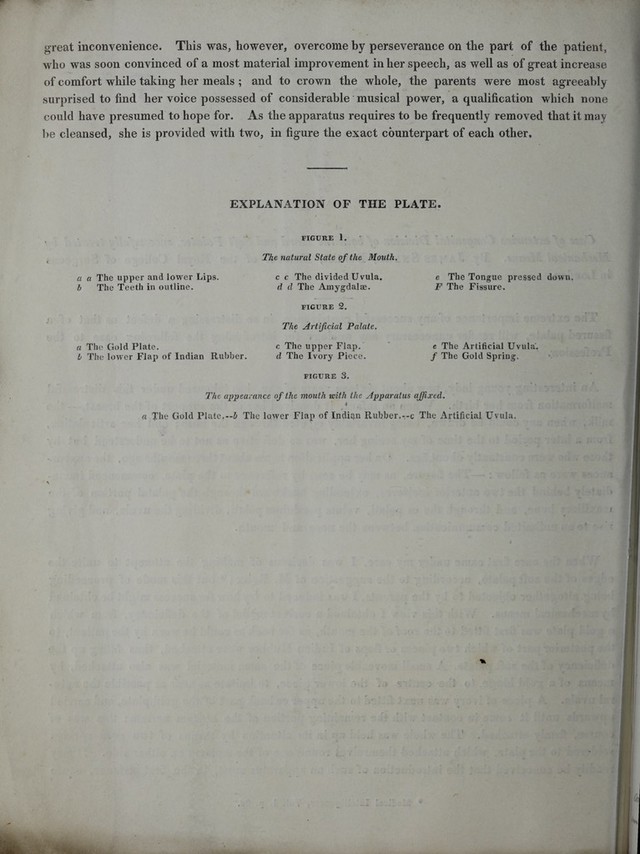 great inconvenience. This was, however, overcome by perseverance on the part of the patient,
who was soon convinced of a most material improvement in her speech, as well as of great increase
of comfort while taking her meals; and to crown the whole, the parents were most agreeably
surprised to find her voice possessed of considerable musical power, a qualification which none
could have presumed to hope for. As the apparatus requires to be frequently removed that it may
be cleansed, she is provided with two, in figure the exact counterpart of each other.
EXPLANATION OF THE PLATE.
FIGURE 1.
The natural State of the Mouth.
a a The upper and lower Lips. c c The divided Uvula. e The Tongue pressed down.
b The Teeth in outline. d d The Amygdalæ. F The Fissure.
FIGURE 2.
The Artificial Palate.
a The Gold Plate. c The upper Flap. e The Artificial Uvula.
b The lower Flap of Indian Rubber. d The Ivory Piece. f The Gold Spring.
FIGURE 3.
The appearance of the mouth with the Apparatus affixed.
a The Gold Plate.--b The lower Flap of Indian Rubber.--c The Artificial Uvula.